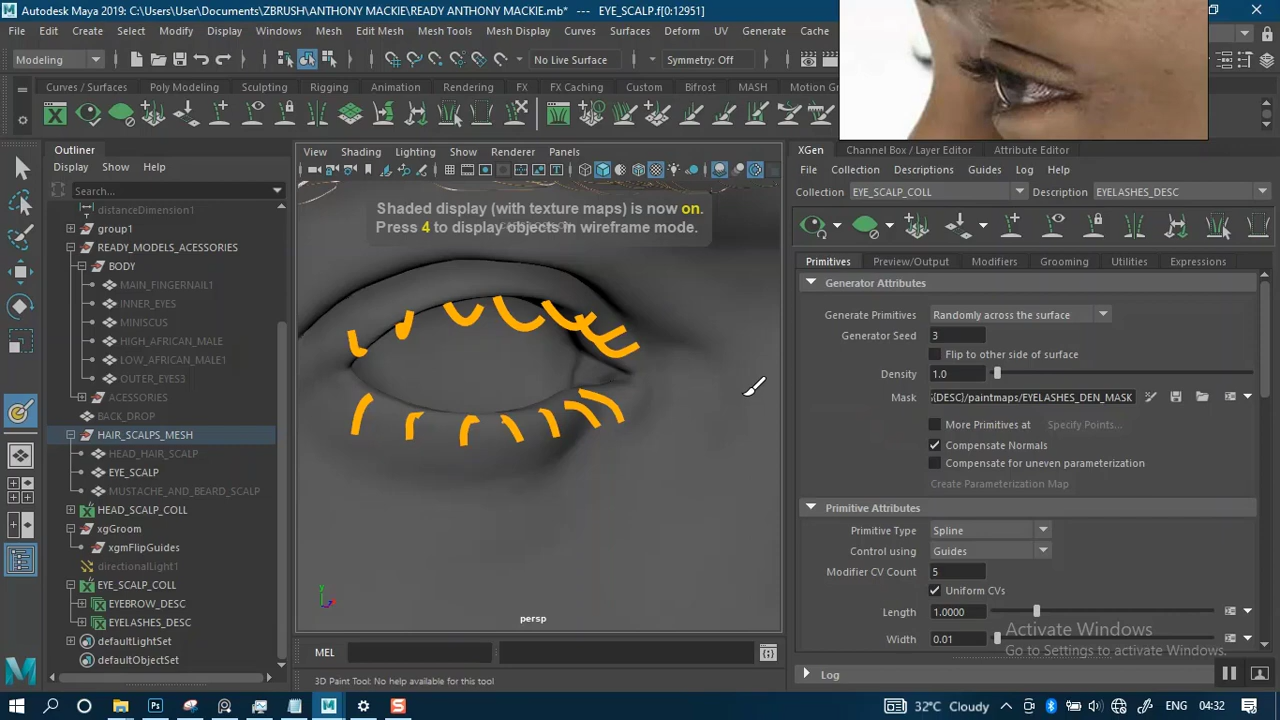 Autodesk Maya 2019: C:\Users\User\Documents\ZBRUSH\ANTHONY MACKIE\READY ANTHONY MACKIE.mb* --- EYE_SCALP.f[0:12951]
File Edit Create Select Modify Display Windows Mesh Edit Mesh Mesh Tools Mesh Display Curves Surfaces Deform UV Generate Cache
Modeling No Live Surface Symmetry: Off
Curves / Surfaces Poly Modeling Sculpting Rigging Animation Rendering FX FX Caching Custom Bifrost MASH Motion Gr
Outliner
Display Show Help
Search...
distanceDimension1
group1
READY_MODELS_ACESSORIES
BODY
MAIN_FINGERNAIL1
INNER_EYES
MINISCUS
HIGH_AFRICAN_MALE
LOW_AFRICAN_MALE1
OUTER_EYES3
ACESSORIES
BACK_DROP
HAIR_SCALPS_MESH
HEAD_HAIR_SCALP
EYE_SCALP
MUSTACHE_AND_BEARD_SCALP
HEAD_SCALP_COLL
xgGroom
xgmFlipGuides
directionalLight1
EYE_SCALP_COLL
EYEBROW_DESC
EYELASHES_DESC
defaultLightSet
defaultObjectSet
View Shading Lighting Show Renderer Panels
Shaded display (with texture maps) is now on.
Press 4 to display them in wireframe mode.
persp
MEL
3D Paint Tool: No help available for this tool
XGen Channel Box / Layer Editor Attribute Editor
File Collection Descriptions Guides Log Help
Collection EYE_SCALP_COLL Description EYELASHES_DESC
Primitives Preview/Output Modifiers Grooming Utilities Expressions
Generator Attributes
Generate Primitives Randomly across the surface
Generator Seed 3
Flip to other side of surface
Density 1.0
Mask {DESC}/paintmaps/EYELASHES_DEN_MASK
More Primitives at Specify Points...
Compensate Normals
Compensate for uneven parameterization
Create Parameterization Map
Primitive Attributes
Primitive Type Spline
Control using Guides
Modifier CV Count 5
Uniform CVs
Length 1.0000
Width 0.01
Activate Windows
Go to Settings to activate Windows.
Log
32°C Cloudy ENG 04:32